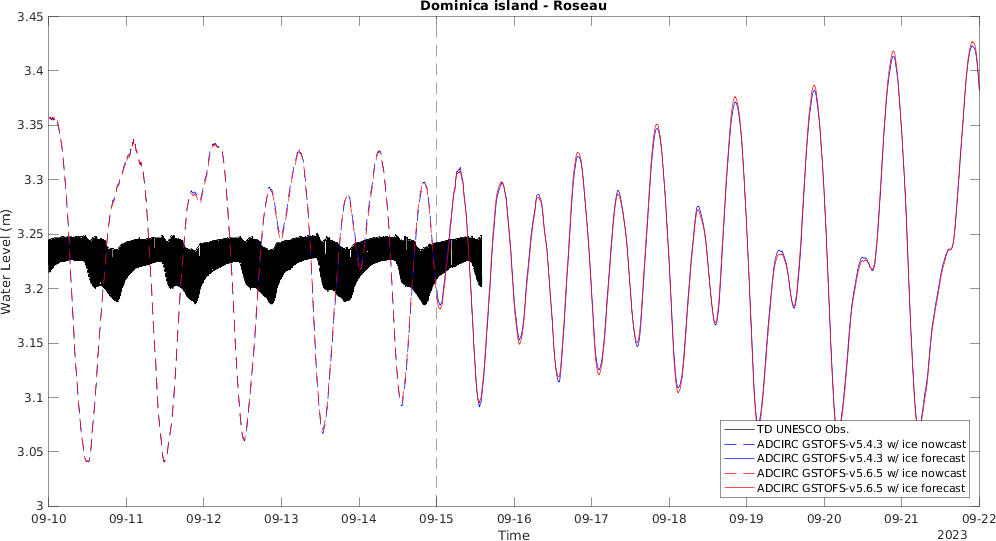 Dominica island - Roseau
Water Level (m)
3.45
3.4
3.35
3.3
3.25
3.2
3.15
3.1
3.05
3
TD UNESCO Obs.
ADCIRC GSTOFS-v5.4.3 w/ ice nowcast
ADCIRC GSTOFS-v5.4.3 w/ ice forecast
ADCIRC GSTOFS-v5.6.5 w/ ice nowcast
ADCIRC GSTOFS-v5.6.5 w/ ice forecast
09-10 09-11 09-12 09-13 09-14 09-15 09-16 09-17 09-18 09-19 09-20 09-21 09-22
Time
2023